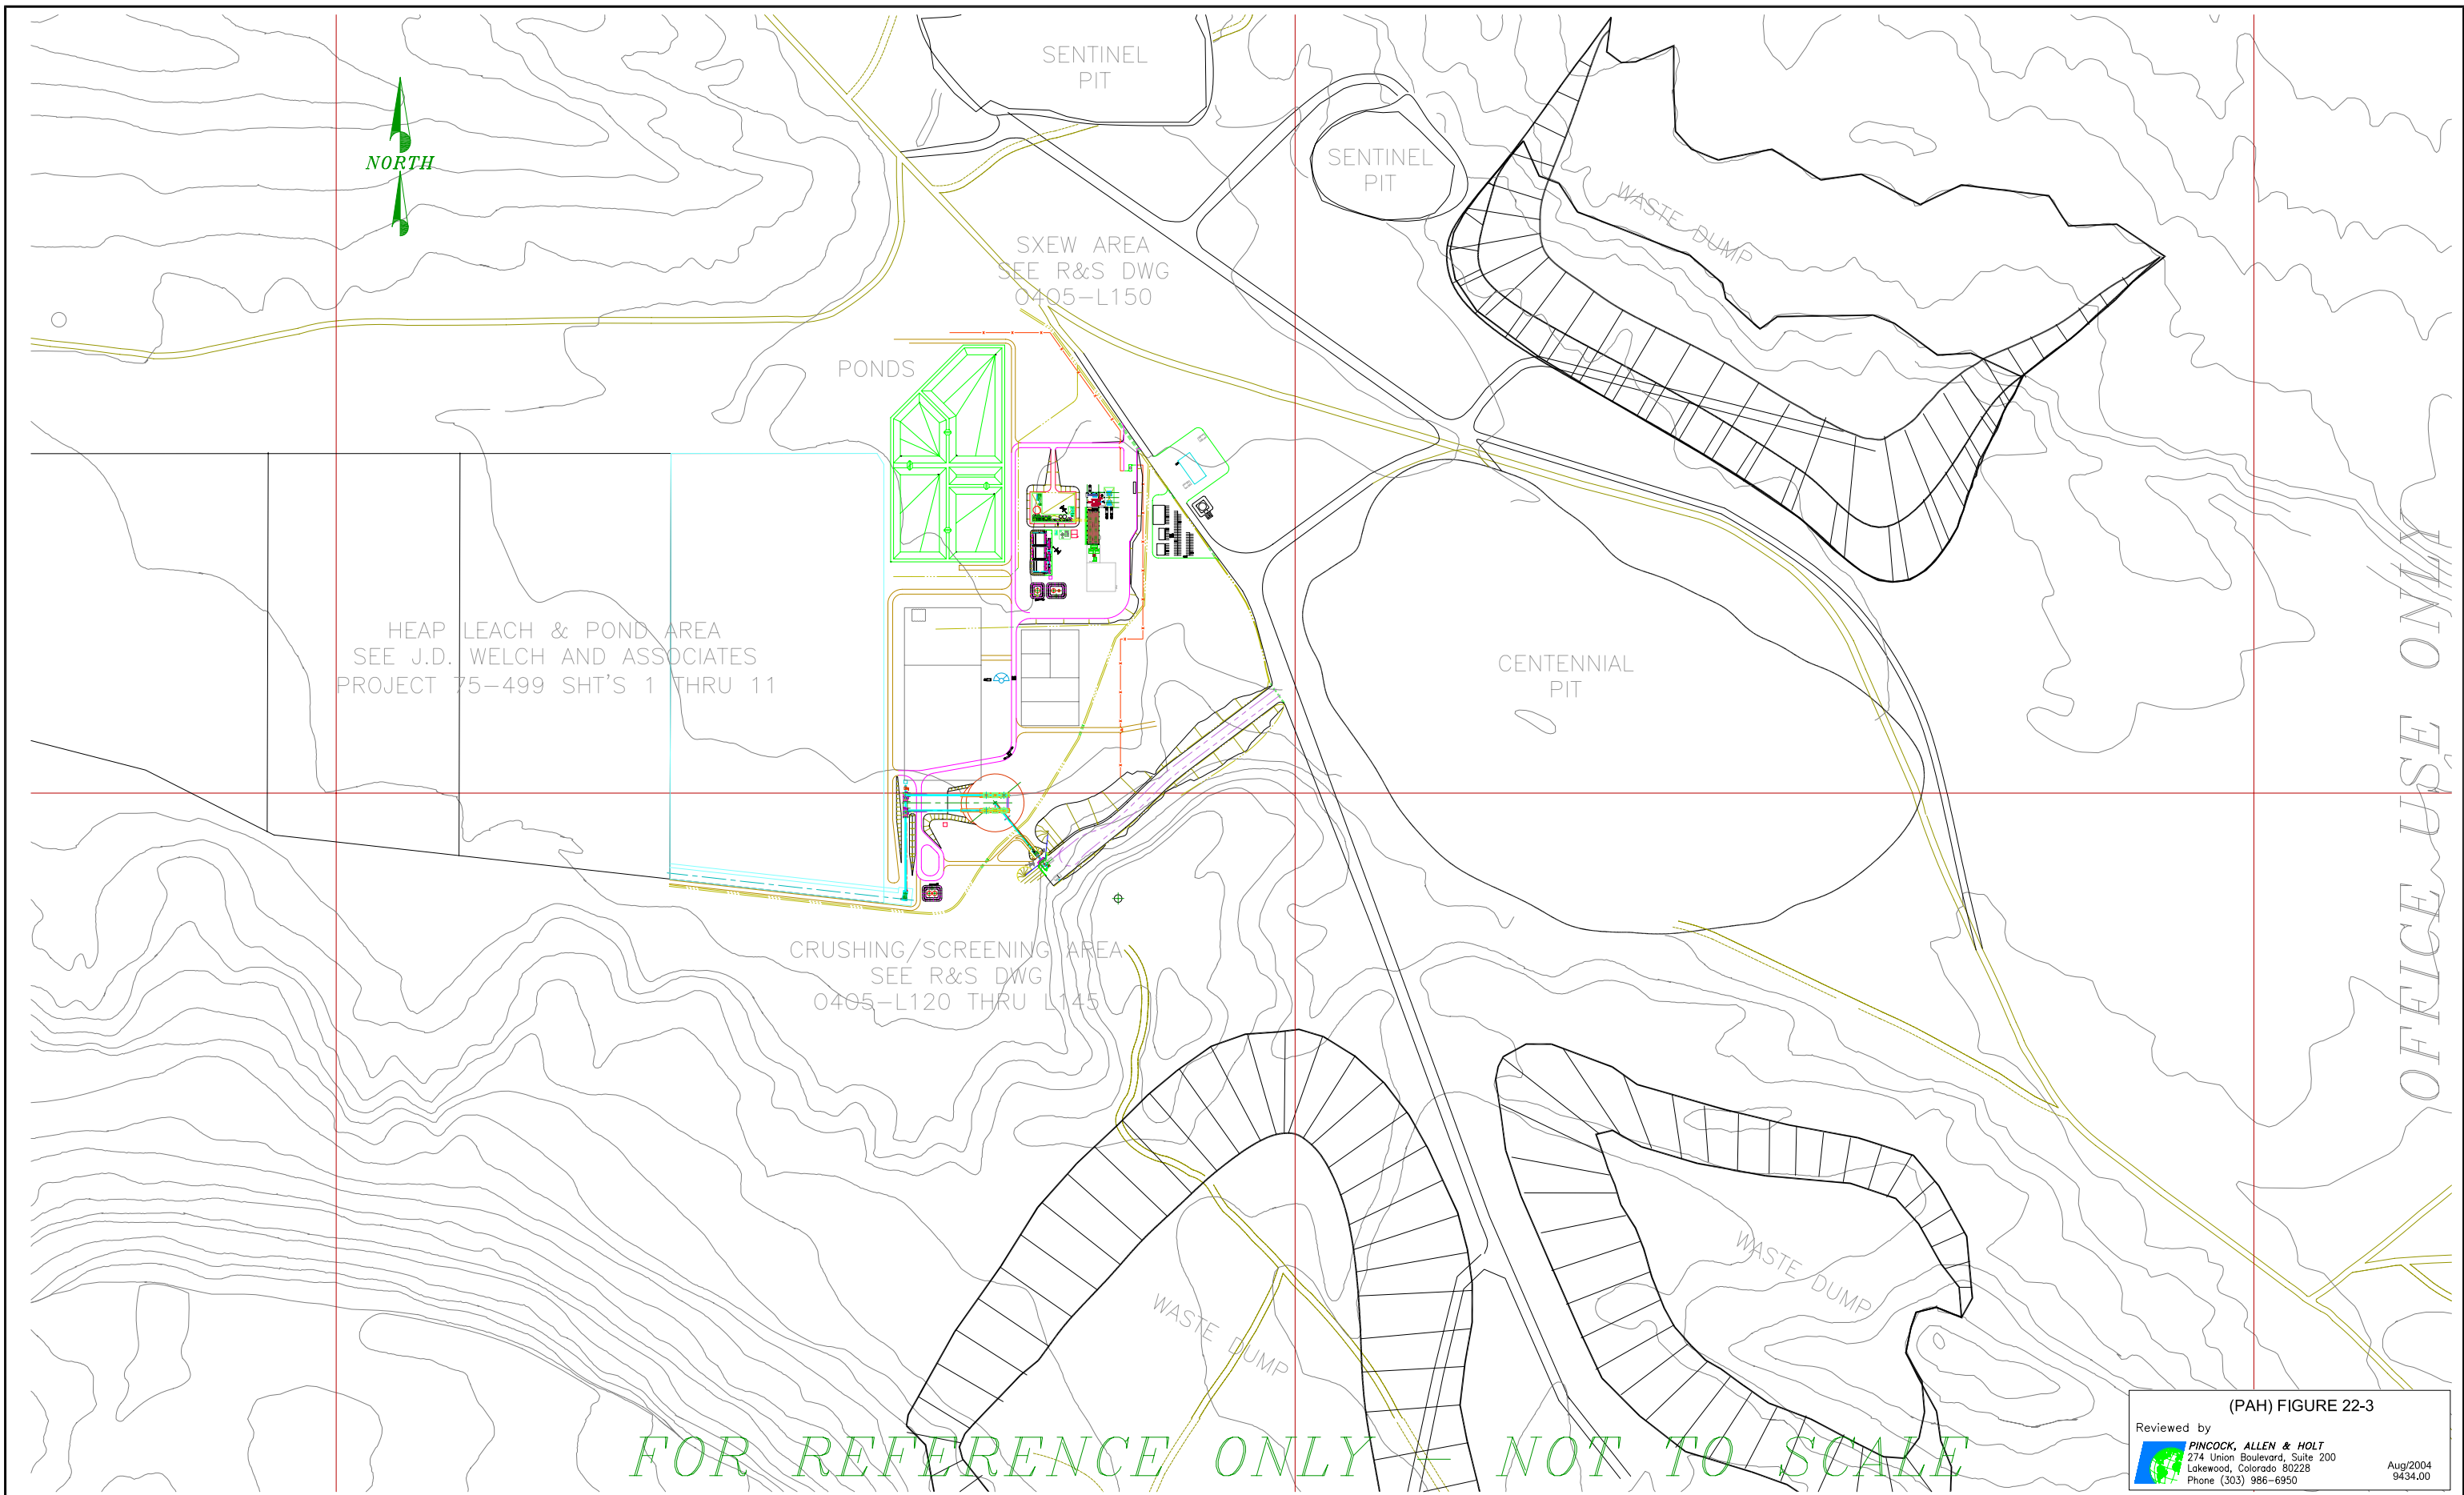 SENTINEL
PIT
NORTH
SENTINEL
PIT
WASTE DUMP
SXEW AREA
SEE R&S DWG
0405-L150
PONDS
HEAP LEACH & POND AREA
SEE J.D. WELCH AND ASSOCIATES
PROJECT 75-499 SHT'S 1 THRU 11
CENTENNIAL
PIT
OFFICE USE ONLY
CRUSHING/SCREENING AREA
SEE R&S DWG
0405-L120 THRU L145
WASTE DUMP
WASTE DUMP
FOR REFERENCE ONLY - NOT TO SCALE
(PAH) FIGURE 22-3
Reviewed by
PINCOCK, ALLEN & HOLT
274 Union Boulevard, Suite 200
Lakewood, Colorado 80228
Phone (303) 986-6950
Aug/2004
9434.00